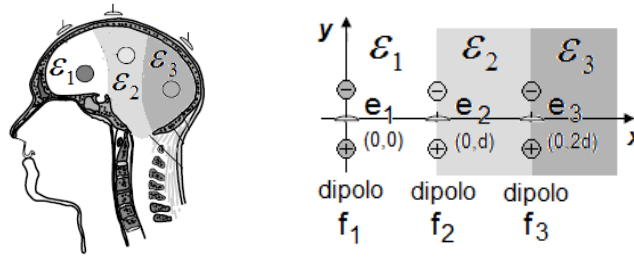 ε1
ε2
ε3
y
ε1 ε2 ε3
− − −
e1 e2 e3
x
(0,0) (0,d) (0,2d)
+ + +
dipolo dipolo dipolo
f1 f2 f3